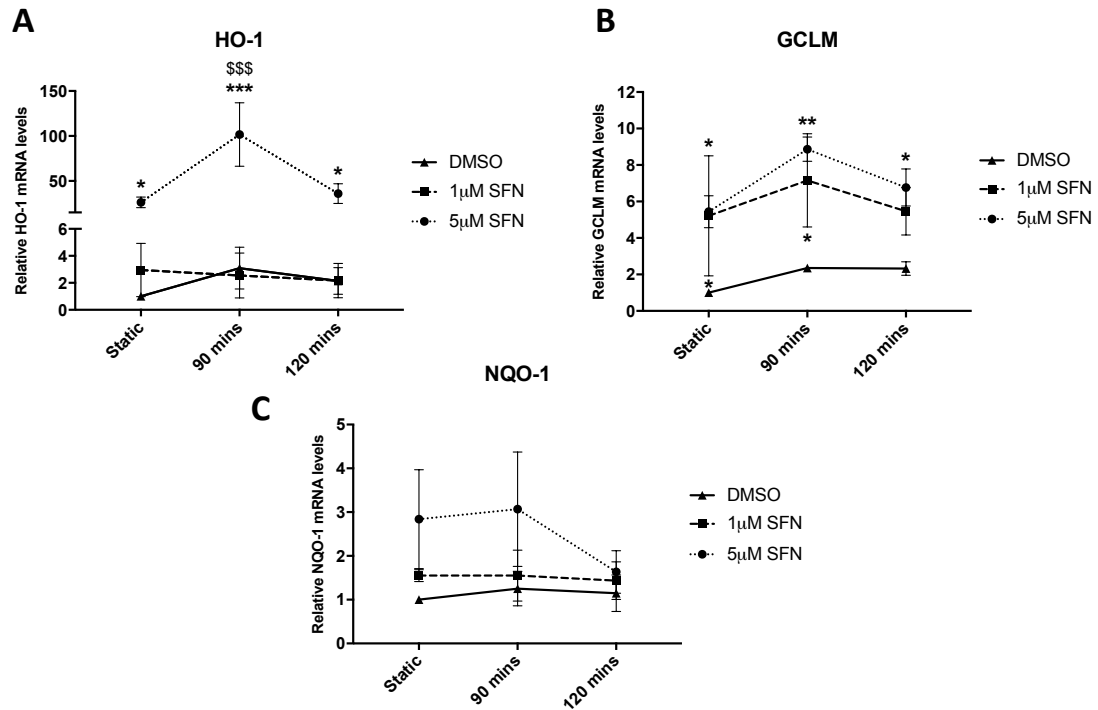 A
HO-1
Relative HO-1 mRNA levels
150
100
50
6
4
2
0
$$$
***
*
*
Static
90 mins
120 mins
DMSO
1μM SFN
5μM SFN
B
GCLM
Relative GCLM mRNA levels
12
10
8
6
4
2
0
*
**
*
*
*
Static
90 mins
120 mins
DMSO
1μM SFN
5μM SFN
C
NQO-1
Relative NQO-1 mRNA levels
5
4
3
2
1
0
Static
90 mins
120 mins
DMSO
1μM SFN
5μM SFN